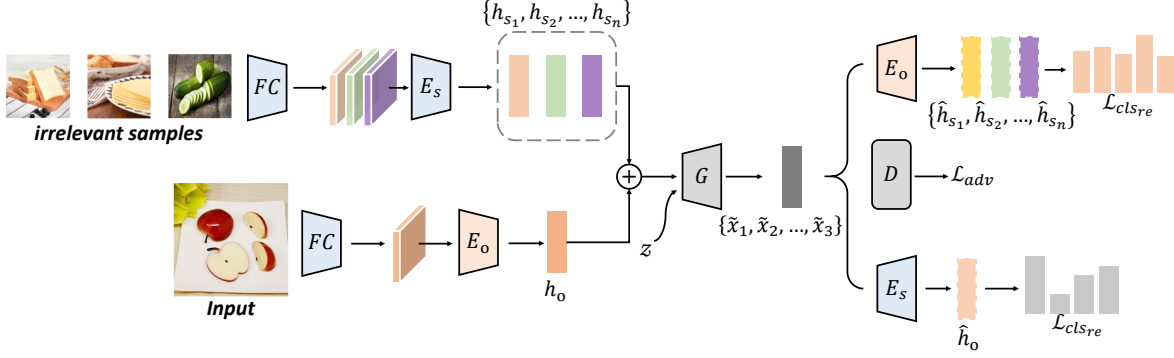 {h_{s_1}, h_{s_2}, ..., h_{s_n}}
FC
E_s
irrelevant samples
E_o
{ĥ_{s_1}, ĥ_{s_2}, ..., ĥ_{s_n}}
ℒ_{cls_{re}}
+
G
D
ℒ_{adv}
{x̃_1, x̃_2, ..., x̃_3}
z
FC
E_o
h_o
Input
E_s
ĥ_o
ℒ_{cls_{re}}